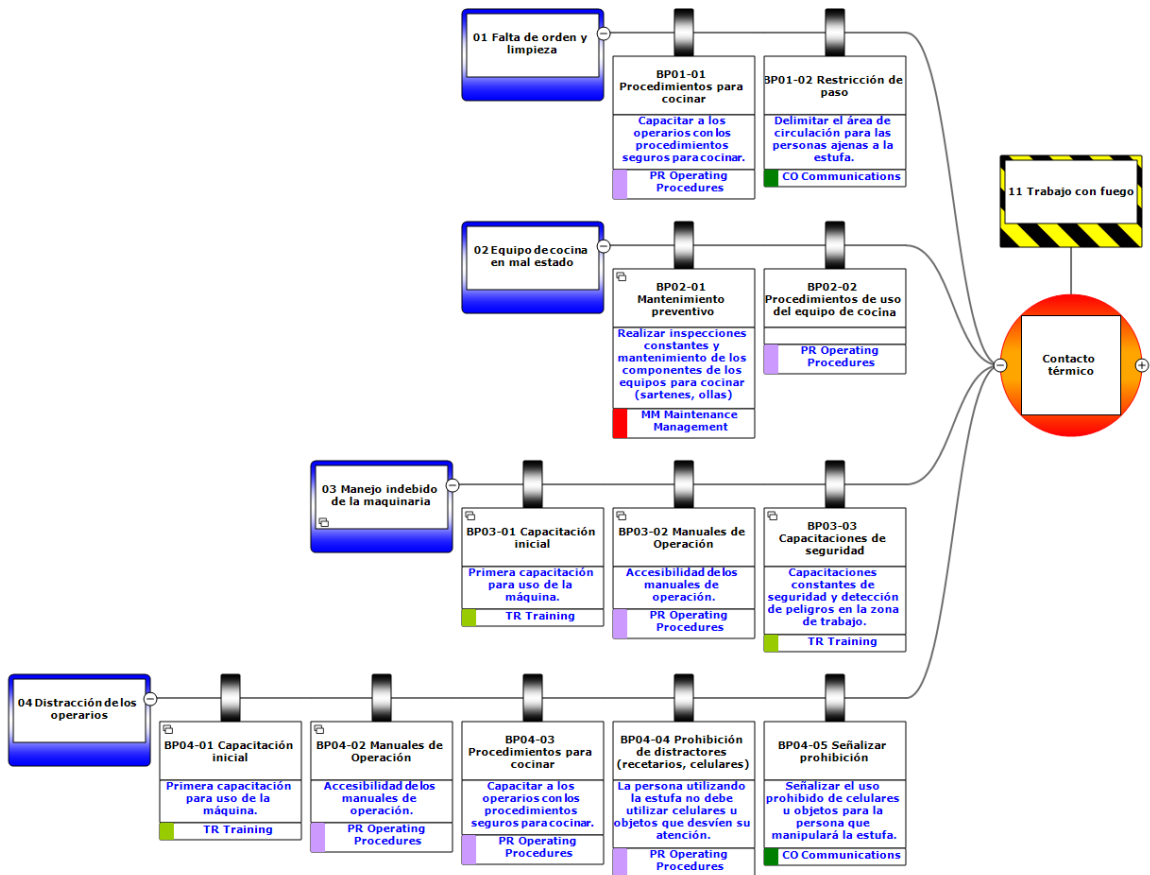 01 Falta de orden y
limpieza
BP01-01
Procedimientos para
cocinar
Capacitar a los
operarios con los
procedimientos
seguros para cocinar.
PR Operating
Procedures
BP01-02 Restricción de
paso
Delimitar el área de
circulación para las
personas ajenas a la
estufa.
CO Communications
11 Trabajo con fuego
02 Equipo de cocina
en mal estado
BP02-01
Mantenimiento
preventivo
Realizar inspecciones
constantes y
mantenimiento de los
componentes de los
equipos para cocinar
(sartenes, ollas)
MM Maintenance
Management
BP02-02
Procedimientos de uso
del equipo de cocina
PR Operating
Procedures
Contacto
térmico
03 Manejo indebido
de la maquinaria
BP03-01 Capacitación
inicial
Primera capacitación
para uso de la
máquina.
TR Training
BP03-02 Manuales de
Operación
Accesibilidad de los
manuales de
operación.
PR Operating
Procedures
BP03-03
Capacitaciones de
seguridad
Capacitaciones
constantes de
seguridad y detección
de peligros en la zona
de trabajo.
TR Training
04 Distracción de los
operarios
BP04-01 Capacitación
inicial
Primera capacitación
para uso de la
máquina.
TR Training
BP04-02 Manuales de
Operación
Accesibilidad de los
manuales de
operación.
PR Operating
Procedures
BP04-03
Procedimientos para
cocinar
Capacitar a los
operarios con los
procedimientos
seguros para cocinar.
PR Operating
Procedures
BP04-04 Prohibición
de distractores
(recetarios, celulares)
La persona utilizando
la estufa no debe
utilizar celulares u
objetos que desvíen su
atención.
PR Operating
Procedures
BP04-05 Señalizar
prohibición
Señalizar el uso
prohibido de celulares
u objetos para la
persona que
manipulará la estufa.
CO Communications